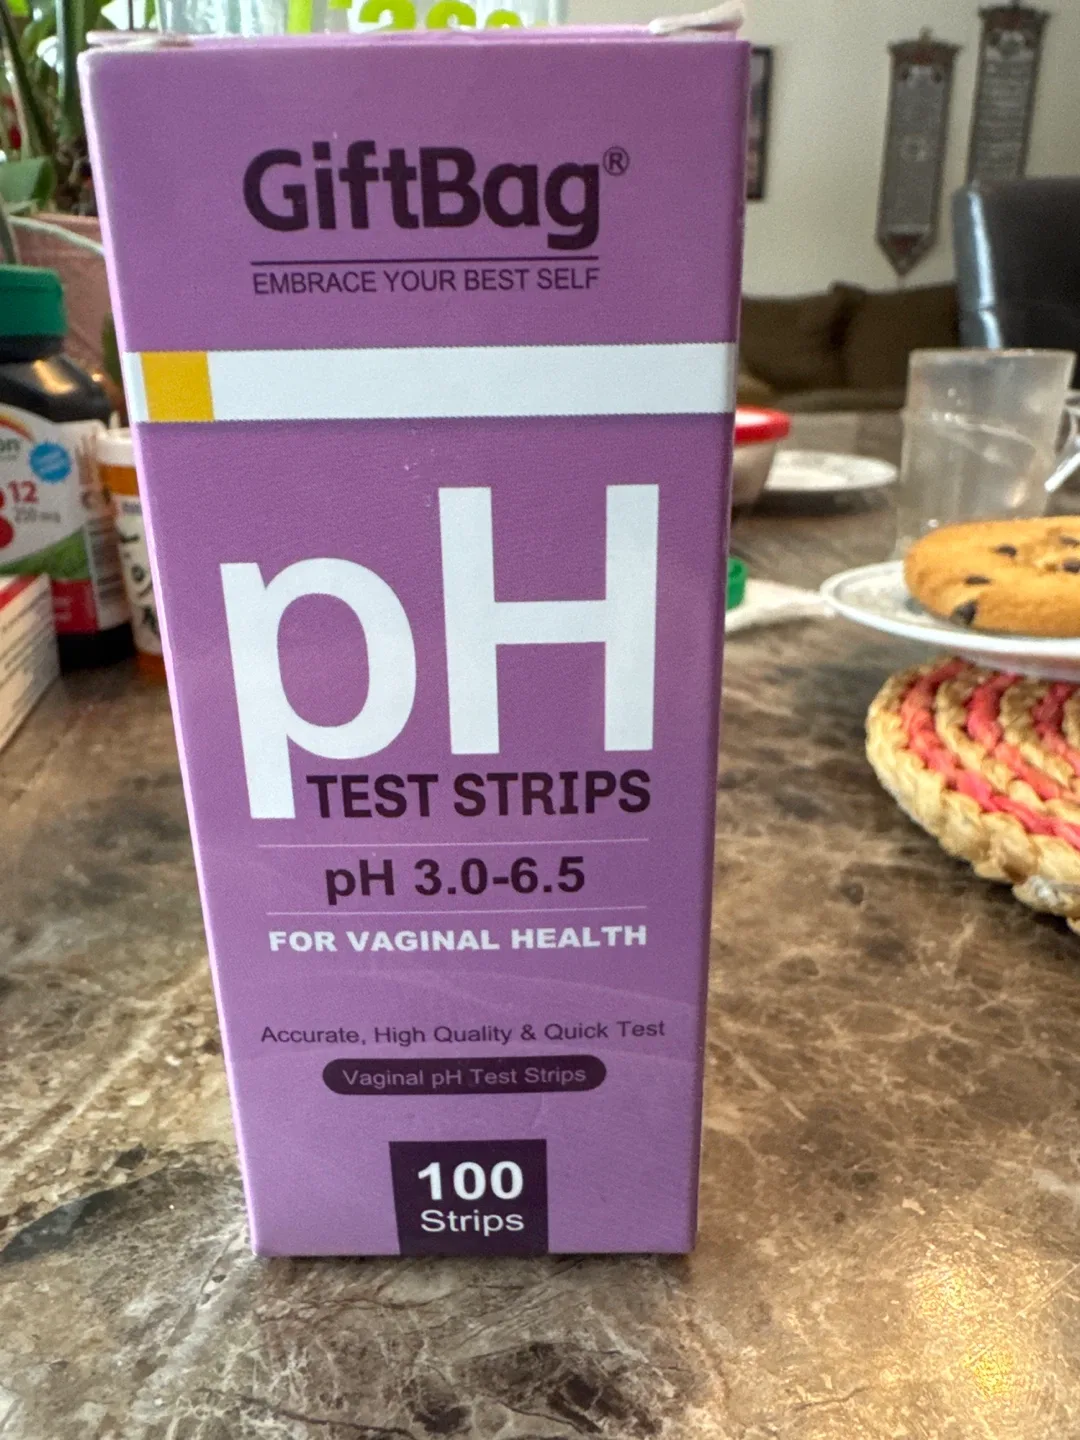 GiftBag®
EMBRACE YOUR BEST SELF
pH
TEST STRIPS
pH 3.0-6.5
FOR VAGINAL HEALTH
Accurate, High Quality & Quick Test
Vaginal pH Test Strips
100
Strips
12